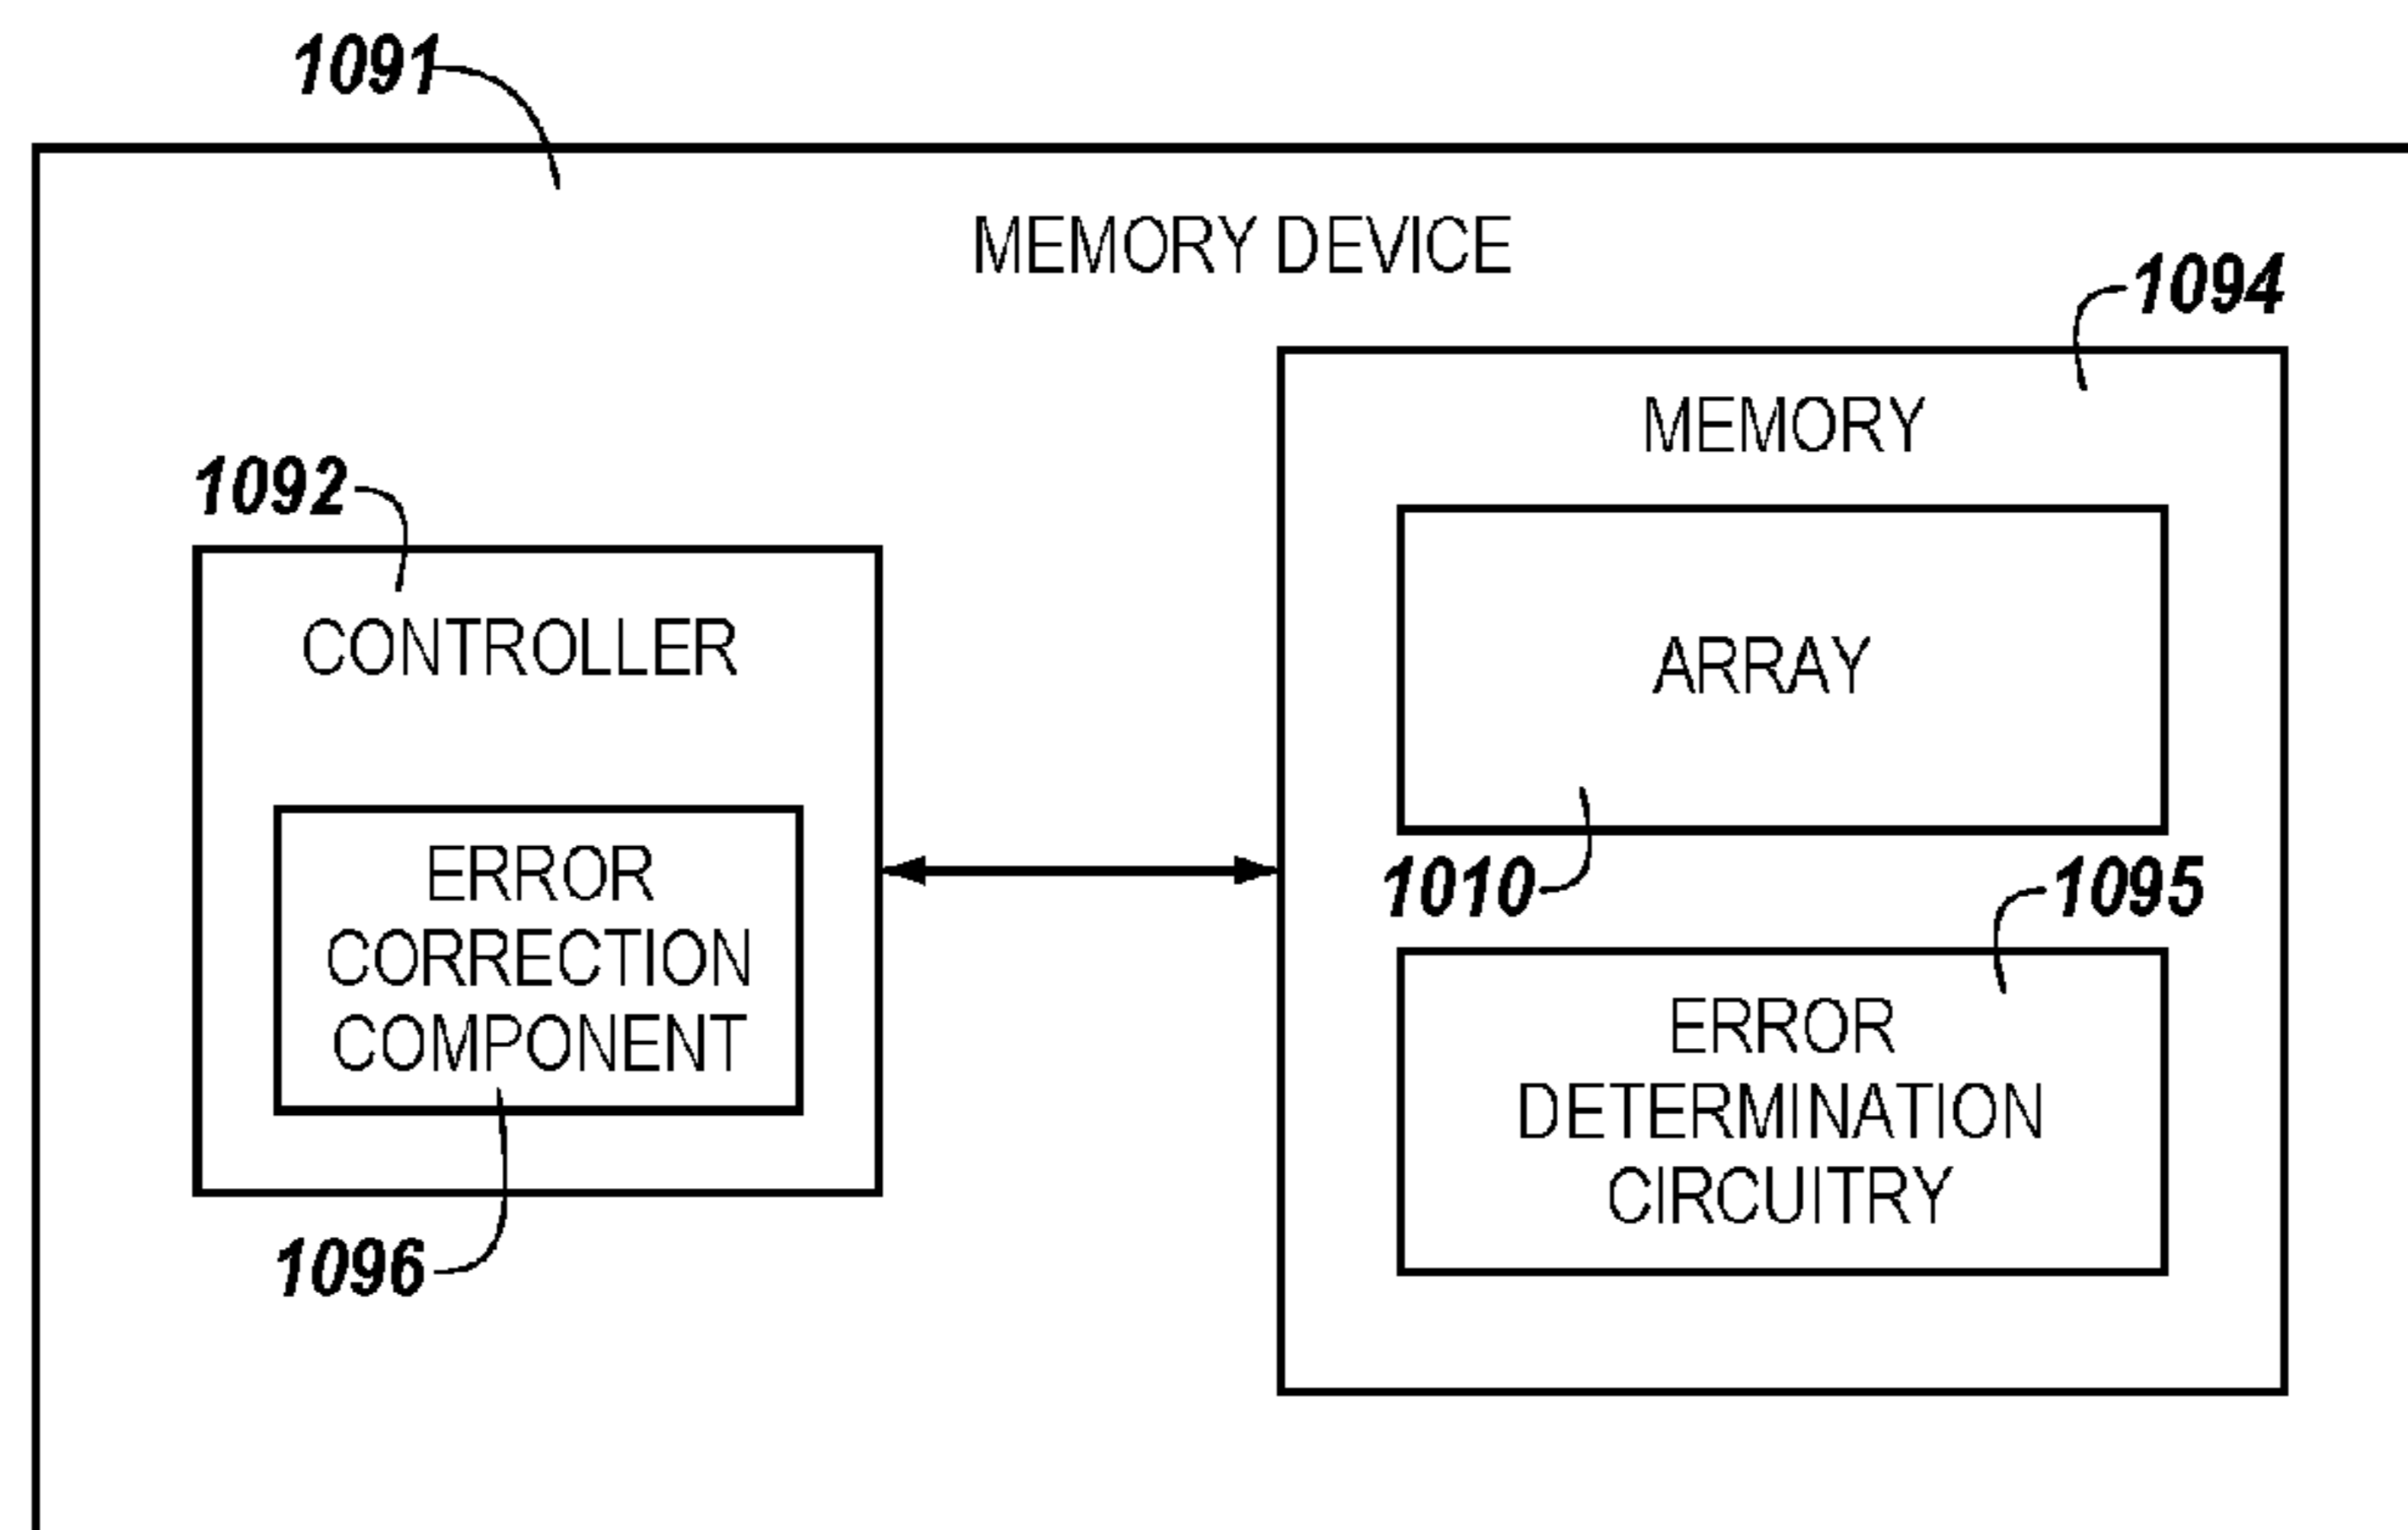 1091
MEMORY DEVICE
1094
MEMORY
1092
CONTROLLER
ARRAY
ERROR
CORRECTION
COMPONENT
1010
1095
ERROR
DETERMINATION
CIRCUITRY
1096